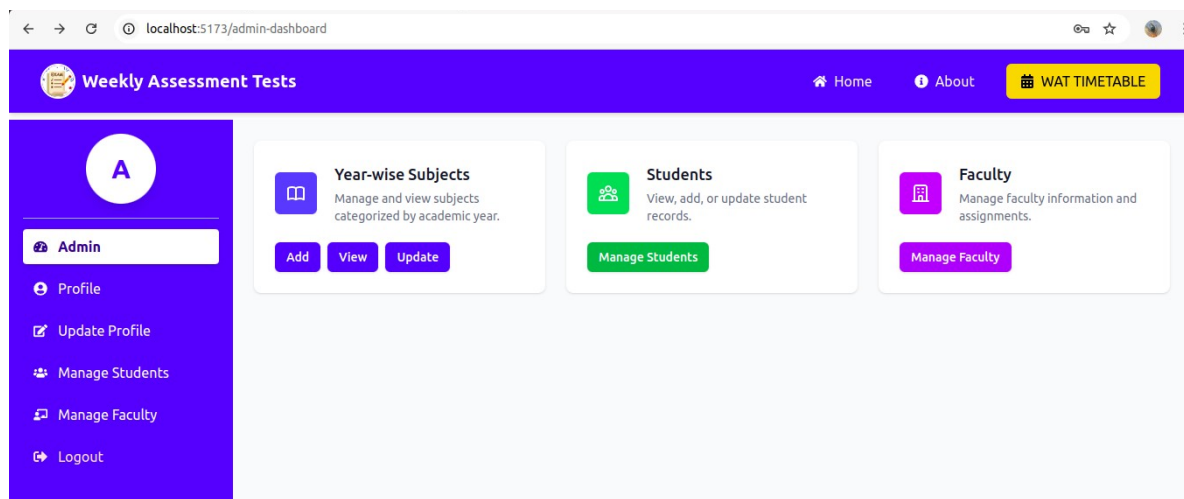 localhost:5173/admin-dashboard
EXAM
Weekly Assessment Tests
Home
About
WAT TIMETABLE
A
Admin
Profile
Update Profile
Manage Students
Manage Faculty
Logout
Year-wise Subjects
Manage and view subjects
categorized by academic year.
Add View Update
Students
View, add, or update student
records.
Manage Students
Faculty
Manage faculty information and
assignments.
Manage Faculty